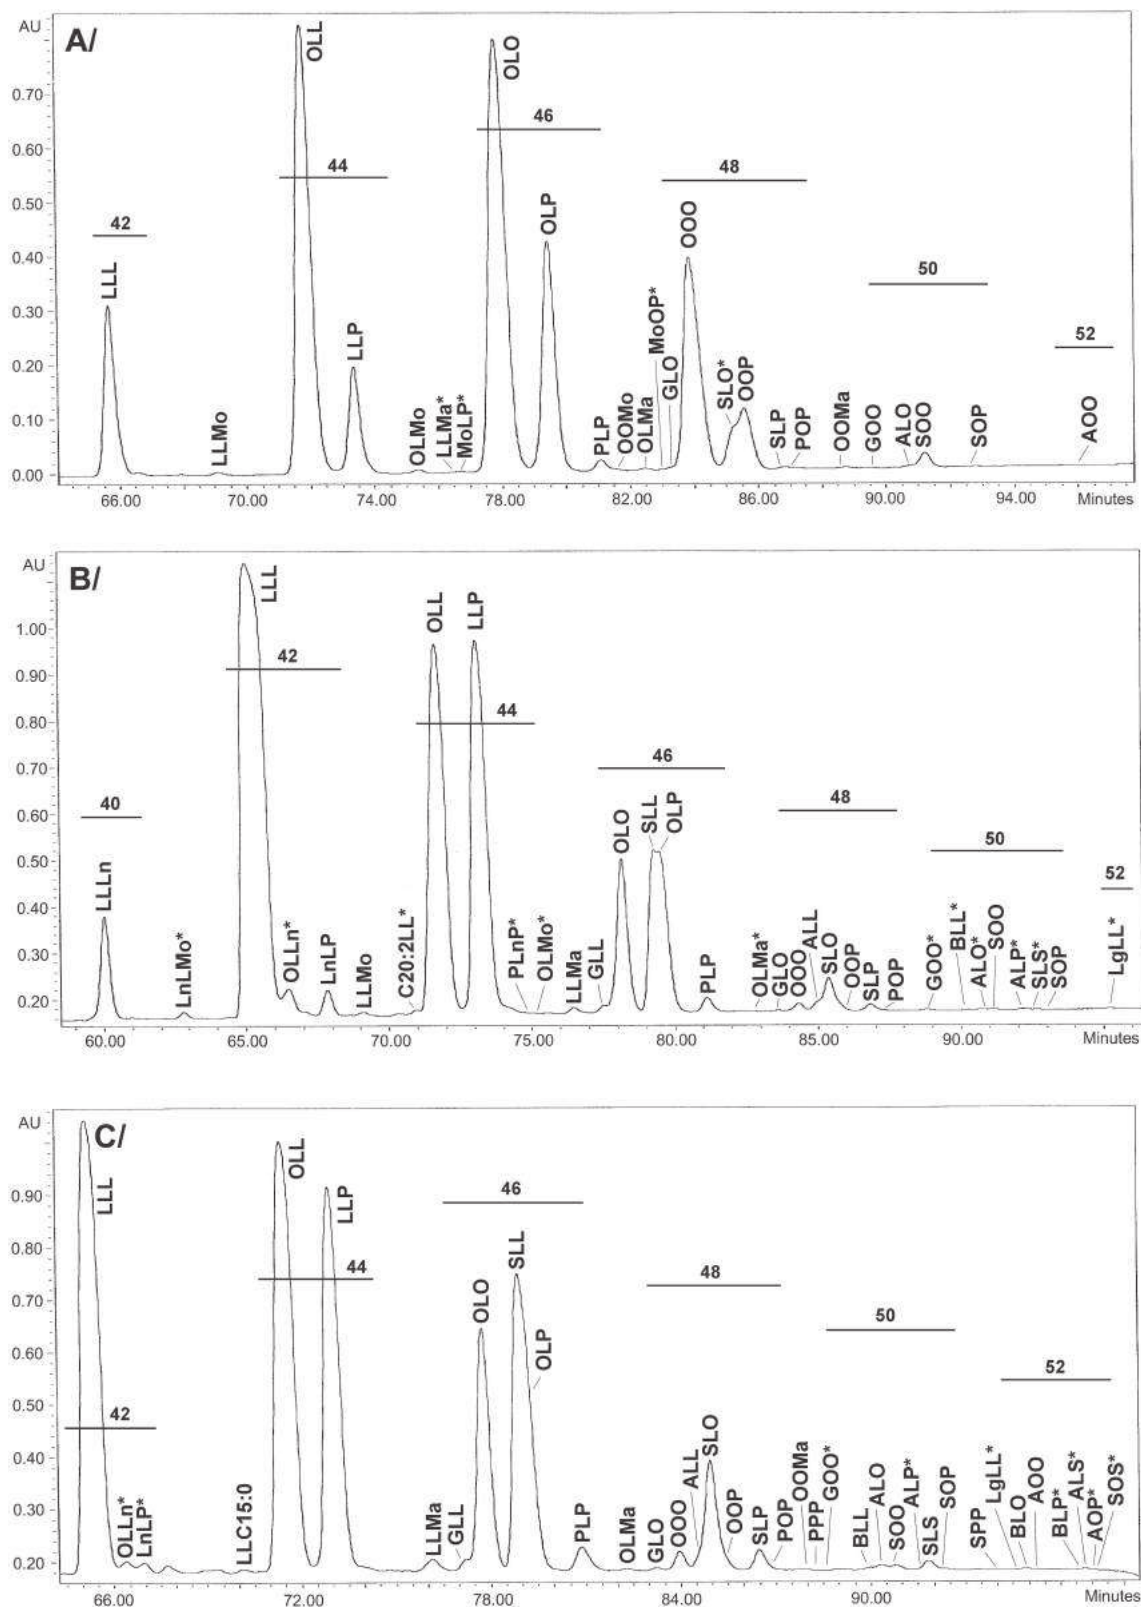 AU
A/
0.70
0.60
0.50
0.40
0.30
0.20
0.10
0.00
42
44
46
48
50
52
LLL
LLMo
OLL
LLP
OLMo
LLMa*
MoLP*
OLO
OLP
PLP
OOMo
OLMa
MoOP*
GLO
OOO
SLO*
OOP
SLP
POP
OOMa
GOO
ALO
SOO
SOP
AOO
66.00 70.00 74.00 78.00 82.00 86.00 90.00 94.00 Minutes
AU
B/
1.00
0.90
0.80
0.70
0.60
0.50
0.40
0.30
0.20
40
42
44
46
48
50
52
LLLn
LnLMo*
LLL
OLLn*
LnLP
LLMo
C20:2LL*
OLL
LLP
PLnP*
OLMo*
LLMa
GLL
OLO
SLL
OLP
PLP
OLMa*
GLO
OOO
ALL
SLO
OOP
SLP
POP
GOO*
BLL*
ALO*
SOO
ALP*
SLS*
SOP
LgLL*
60.00 65.00 70.00 75.00 80.00 85.00 90.00 Minutes
AU
C/
0.90
0.80
0.70
0.60
0.50
0.40
0.30
0.20
42
44
46
48
50
52
LLL
OLLn*
LnLP*
LLC15:0
OLL
LLP
LLMa
GLL
OLO
SLL
OLP
PLP
OLMa
GLO
OOO
ALL
SLO
OOP
SLP
POP
OOMa
PPP
GOO*
BLL
ALO
SOO
ALP*
SLS
SOP
SPP
LgLL*
BLO
AOO
BLP*
ALS*
AOP*
SOS*
66.00 72.00 78.00 84.00 90.00 Minutes